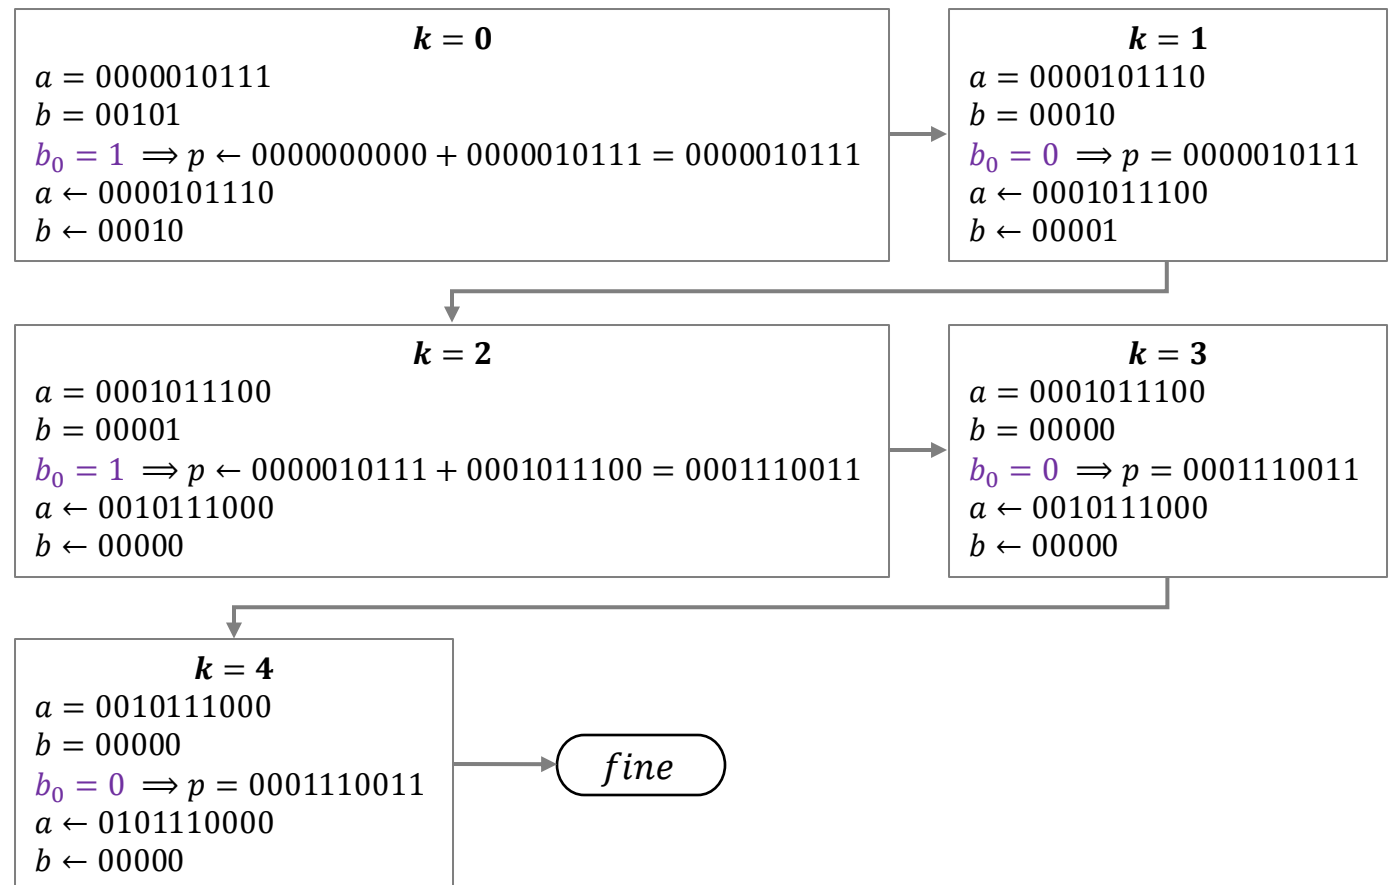 k = 0
a = 0000010111
b = 00101
b₀ = 1 ⟹ p ← 0000000000 + 0000010111 = 0000010111
a ← 0000101110
b ← 00010
k = 1
a = 0000101110
b = 00010
b₀ = 0 ⟹ p = 0000010111
a ← 0001011100
b ← 00001
k = 2
a = 0001011100
b = 00001
b₀ = 1 ⟹ p ← 0000010111 + 0001011100 = 0001110011
a ← 0010111000
b ← 00000
k = 3
a = 0001011100
b = 00000
b₀ = 0 ⟹ p = 0001110011
a ← 0010111000
b ← 00000
k = 4
a = 0010111000
b = 00000
b₀ = 0 ⟹ p = 0001110011
a ← 0101110000
b ← 00000
fine